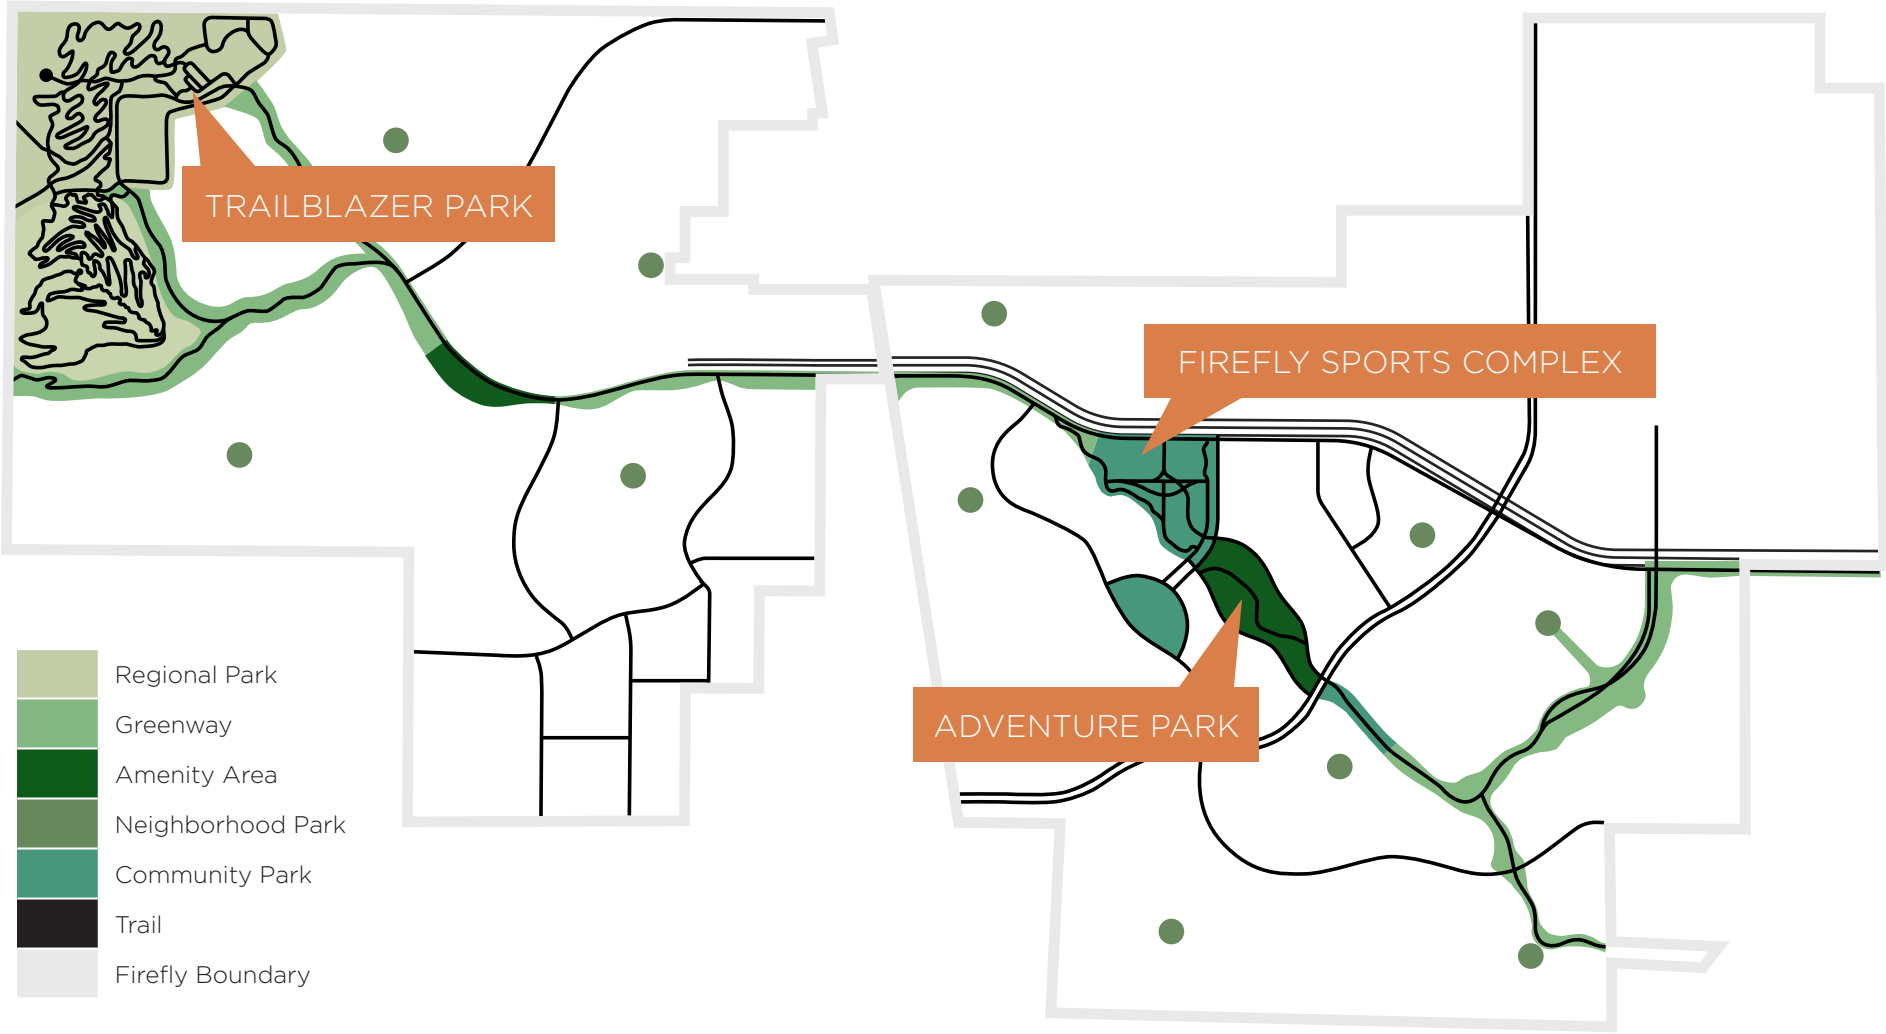 TRAILBLAZER PARK
FIREFLY SPORTS COMPLEX
ADVENTURE PARK
Regional Park
Greenway
Amenity Area
Neighborhood Park
Community Park
Trail
Firefly Boundary